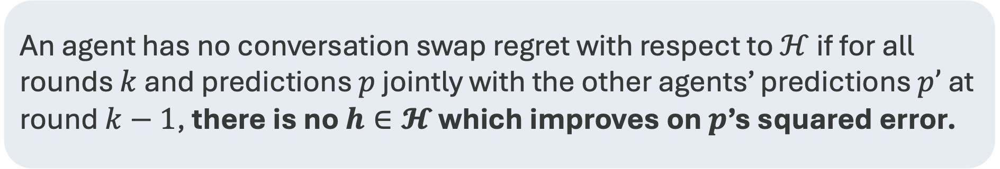 An agent has no conversation swap regret with respect to ℋ if for all
rounds 𝑘 and predictions 𝑝 jointly with the other agents’ predictions 𝑝′ at
round 𝑘 − 1, there is no 𝒉 ∈ 𝓗 which improves on 𝒑’s squared error.